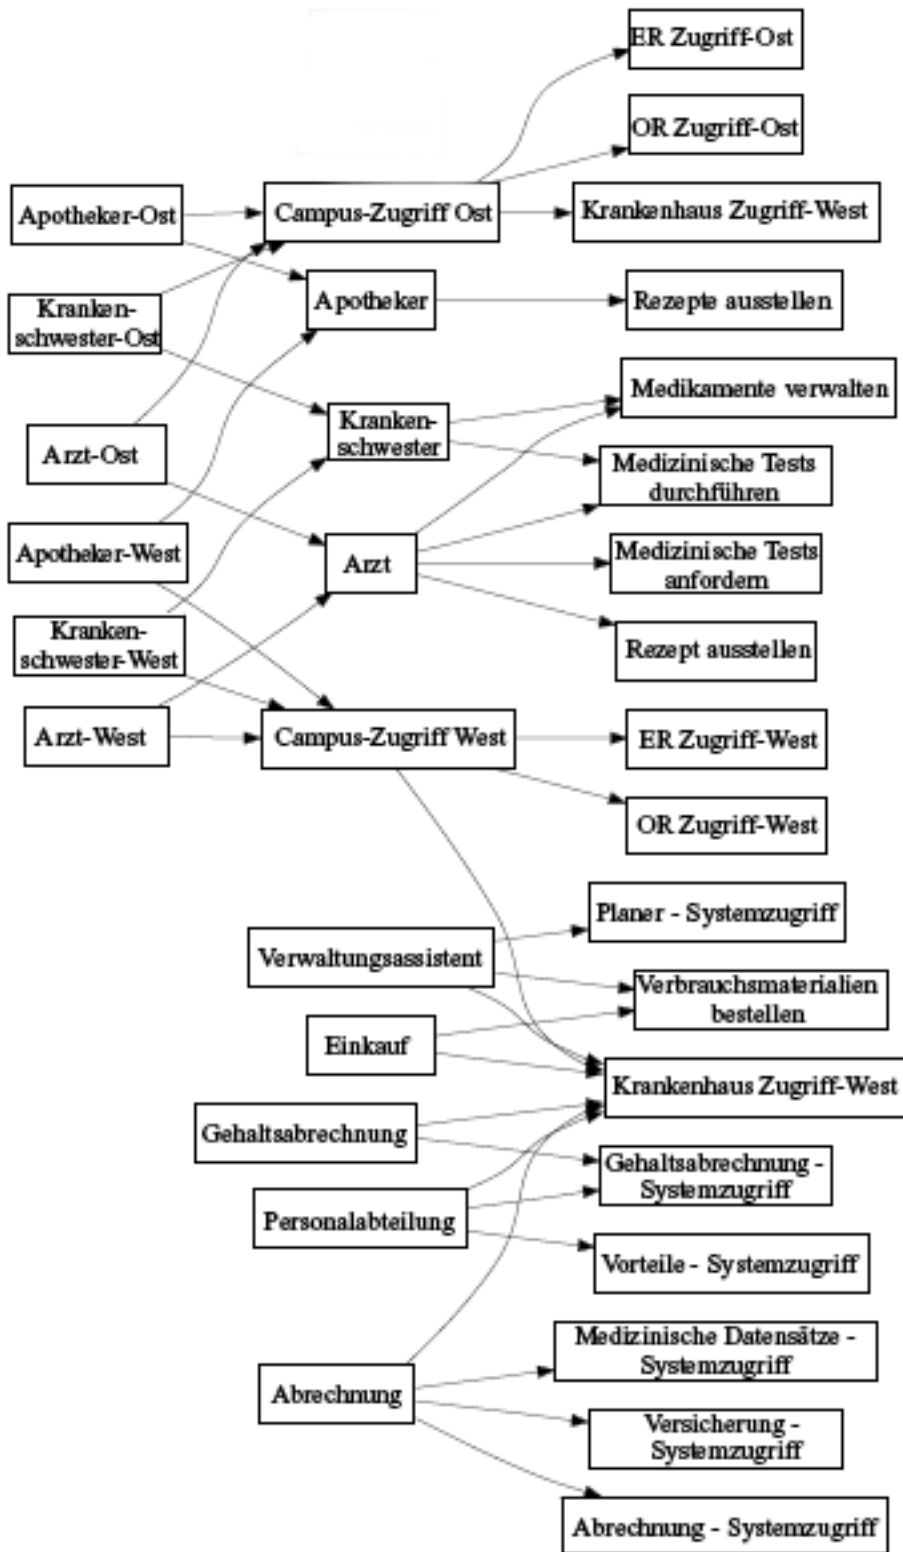 ER Zugriff-Ost
OR Zugriff-Ost
Apotheker-Ost
Campus-Zugriff Ost
Krankenhaus Zugriff-West
Apotheker
Rezepte ausstellen
Kranken-
schwester-Ost
Medikamente verwalten
Kranken-
schwester
Arzt-Ost
Medizinische Tests
durchführen
Apotheker-West
Arzt
Medizinische Tests
anfordern
Kranken-
schwester-West
Rezept ausstellen
Arzt-West
Campus-Zugriff West
ER Zugriff-West
OR Zugriff-West
Planer - Systemzugriff
Verwaltungsassistent
Verbrauchsmaterialien
bestellen
Einkauf
Krankenhaus Zugriff-West
Gehaltsabrechnung
Gehaltsabrechnung -
Systemzugriff
Personalabteilung
Vorteile - Systemzugriff
Medizinische Datensätze -
Systemzugriff
Abrechnung
Versicherung -
Systemzugriff
Abrechnung - Systemzugriff